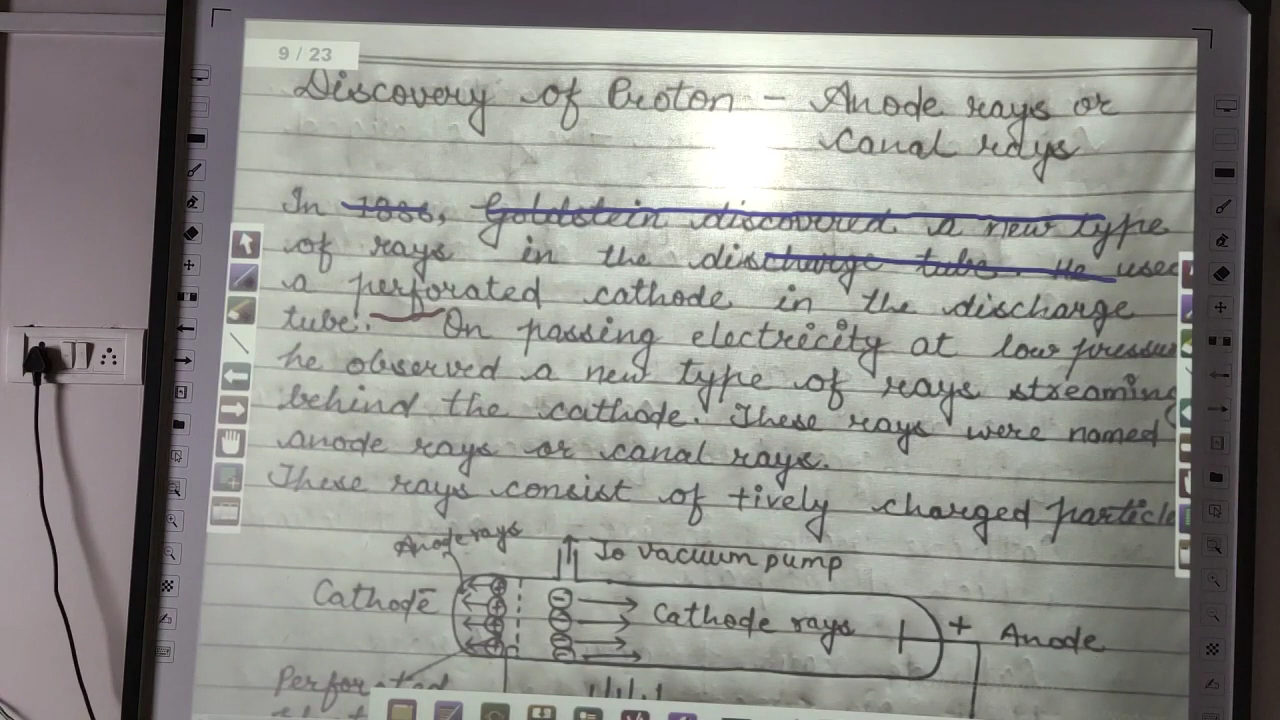 9 / 23
Discovery of Proton - Anode rays or
canal rays
In 1886, Goldstein discovered a new type
of rays in the discharge tube. He used
a perforated cathode in the discharge
tube. On passing electricity at low pressure
he observed a new type of rays streaming
behind the cathode. These rays were named
anode rays or canal rays.
These rays consist of +ively charged particle
Anode rays
To vacuum pump
Cathode -
Cathode rays
+ Anode
Perforated